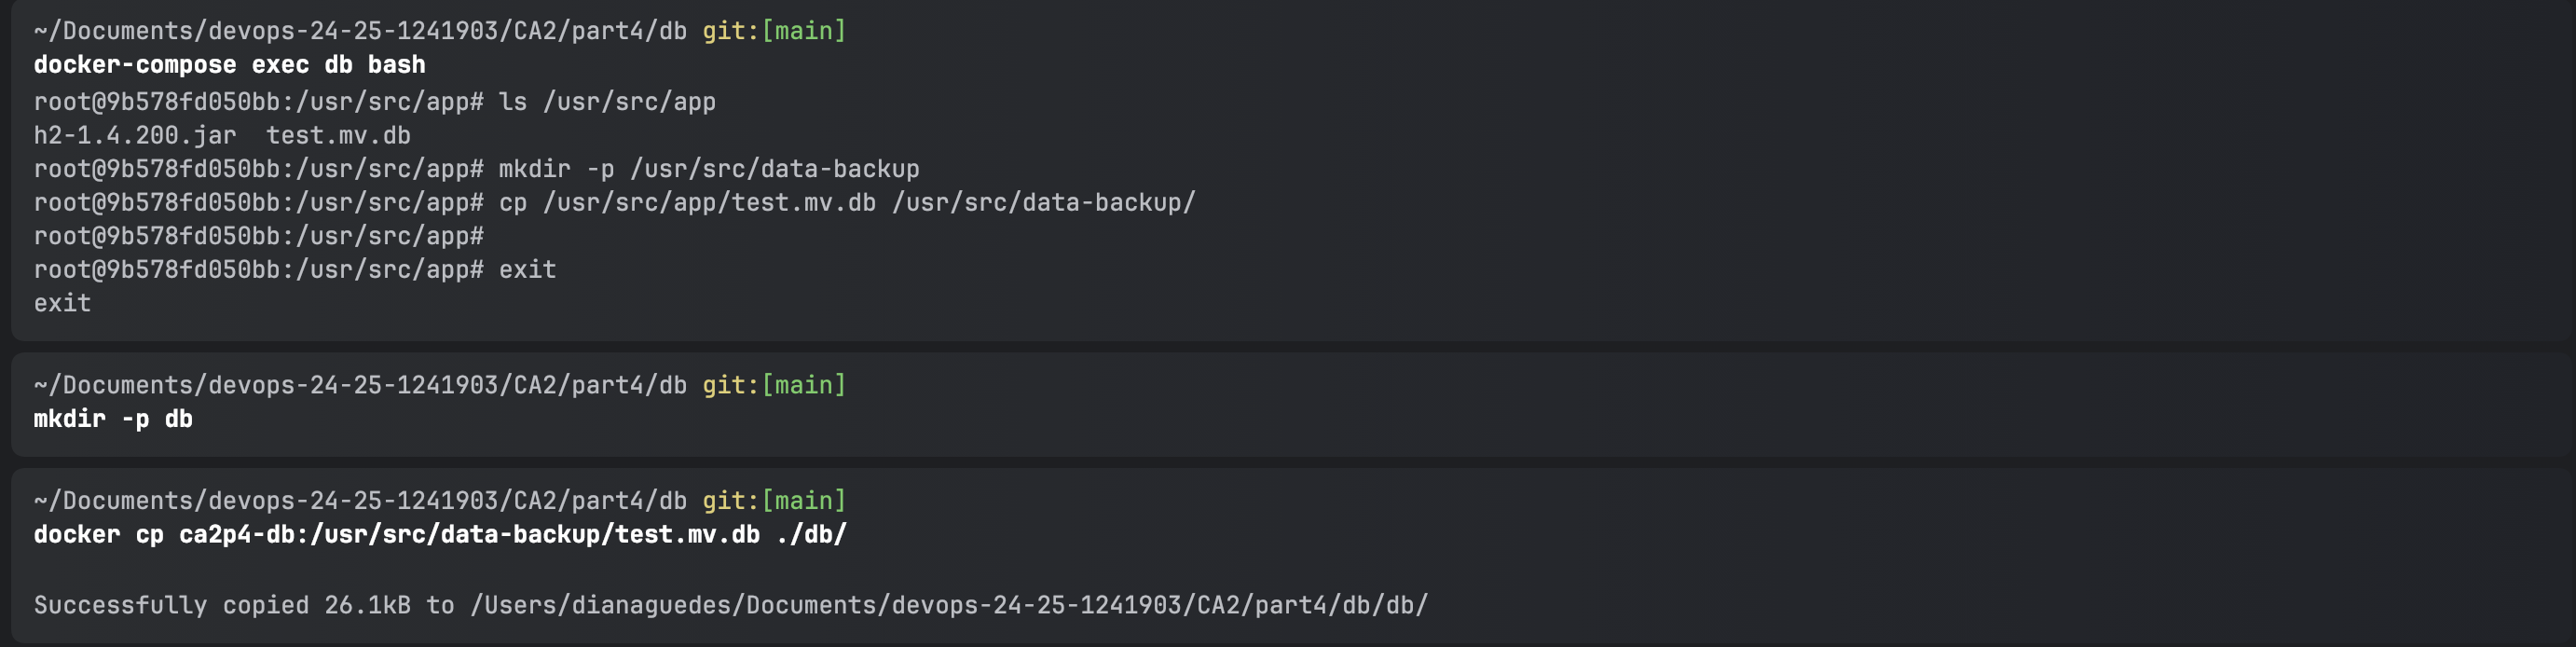 ~/Documents/devops-24-25-1241903/CA2/part4/db git:[main]
docker-compose exec db bash
root@9b578fd050bb:/usr/src/app# ls /usr/src/app
h2-1.4.200.jar  test.mv.db
root@9b578fd050bb:/usr/src/app# mkdir -p /usr/src/data-backup
root@9b578fd050bb:/usr/src/app# cp /usr/src/app/test.mv.db /usr/src/data-backup/
root@9b578fd050bb:/usr/src/app#
root@9b578fd050bb:/usr/src/app# exit
exit
~/Documents/devops-24-25-1241903/CA2/part4/db git:[main]
mkdir -p db
~/Documents/devops-24-25-1241903/CA2/part4/db git:[main]
docker cp ca2p4-db:/usr/src/data-backup/test.mv.db ./db/
Successfully copied 26.1kB to /Users/dianaguedes/Documents/devops-24-25-1241903/CA2/part4/db/db/